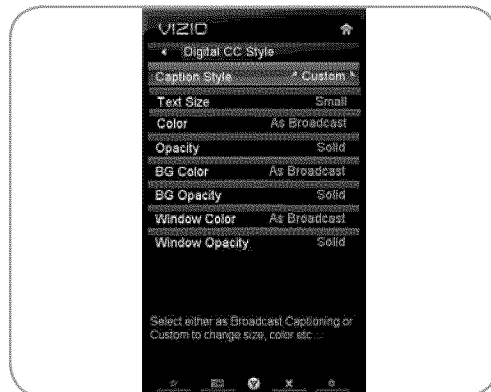 VIZIO
Digital CC Style
Caption Style Custom
Text Size Small
Color As Broadcast
Opacity Solid
BG Color As Broadcast
BG Opacity Solid
Window Color As Broadcast
Window Opacity Solid
Select either as Broadcast Captioning or
Custom to change size, color etc...